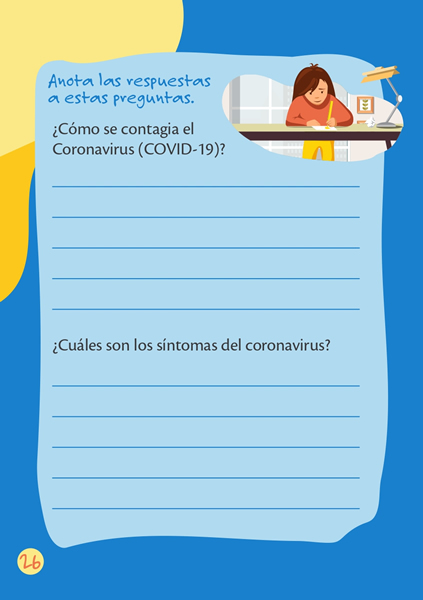 Anota las respuestas
a estas preguntas.
¿Cómo se contagia el
Coronavirus (COVID-19)?
¿Cuáles son los síntomas del coronavirus?
26